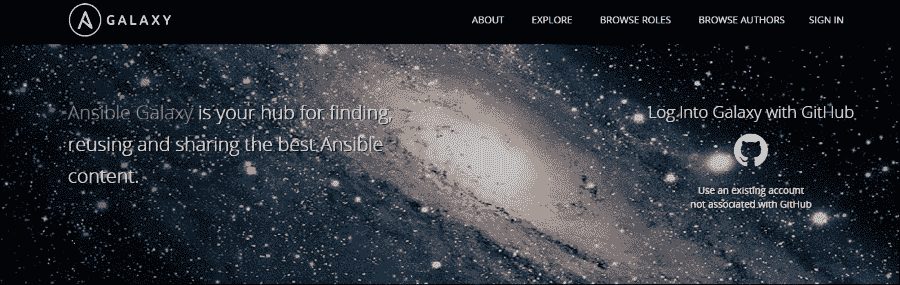 GALAXY
ABOUT EXPLORE BROWSE ROLES BROWSE AUTHORS SIGN IN
Ansible Galaxy is your hub for finding,
reusing and sharing the best Ansible
content.
Log Into Galaxy with GitHub
Use an existing account
not associated with GitHub